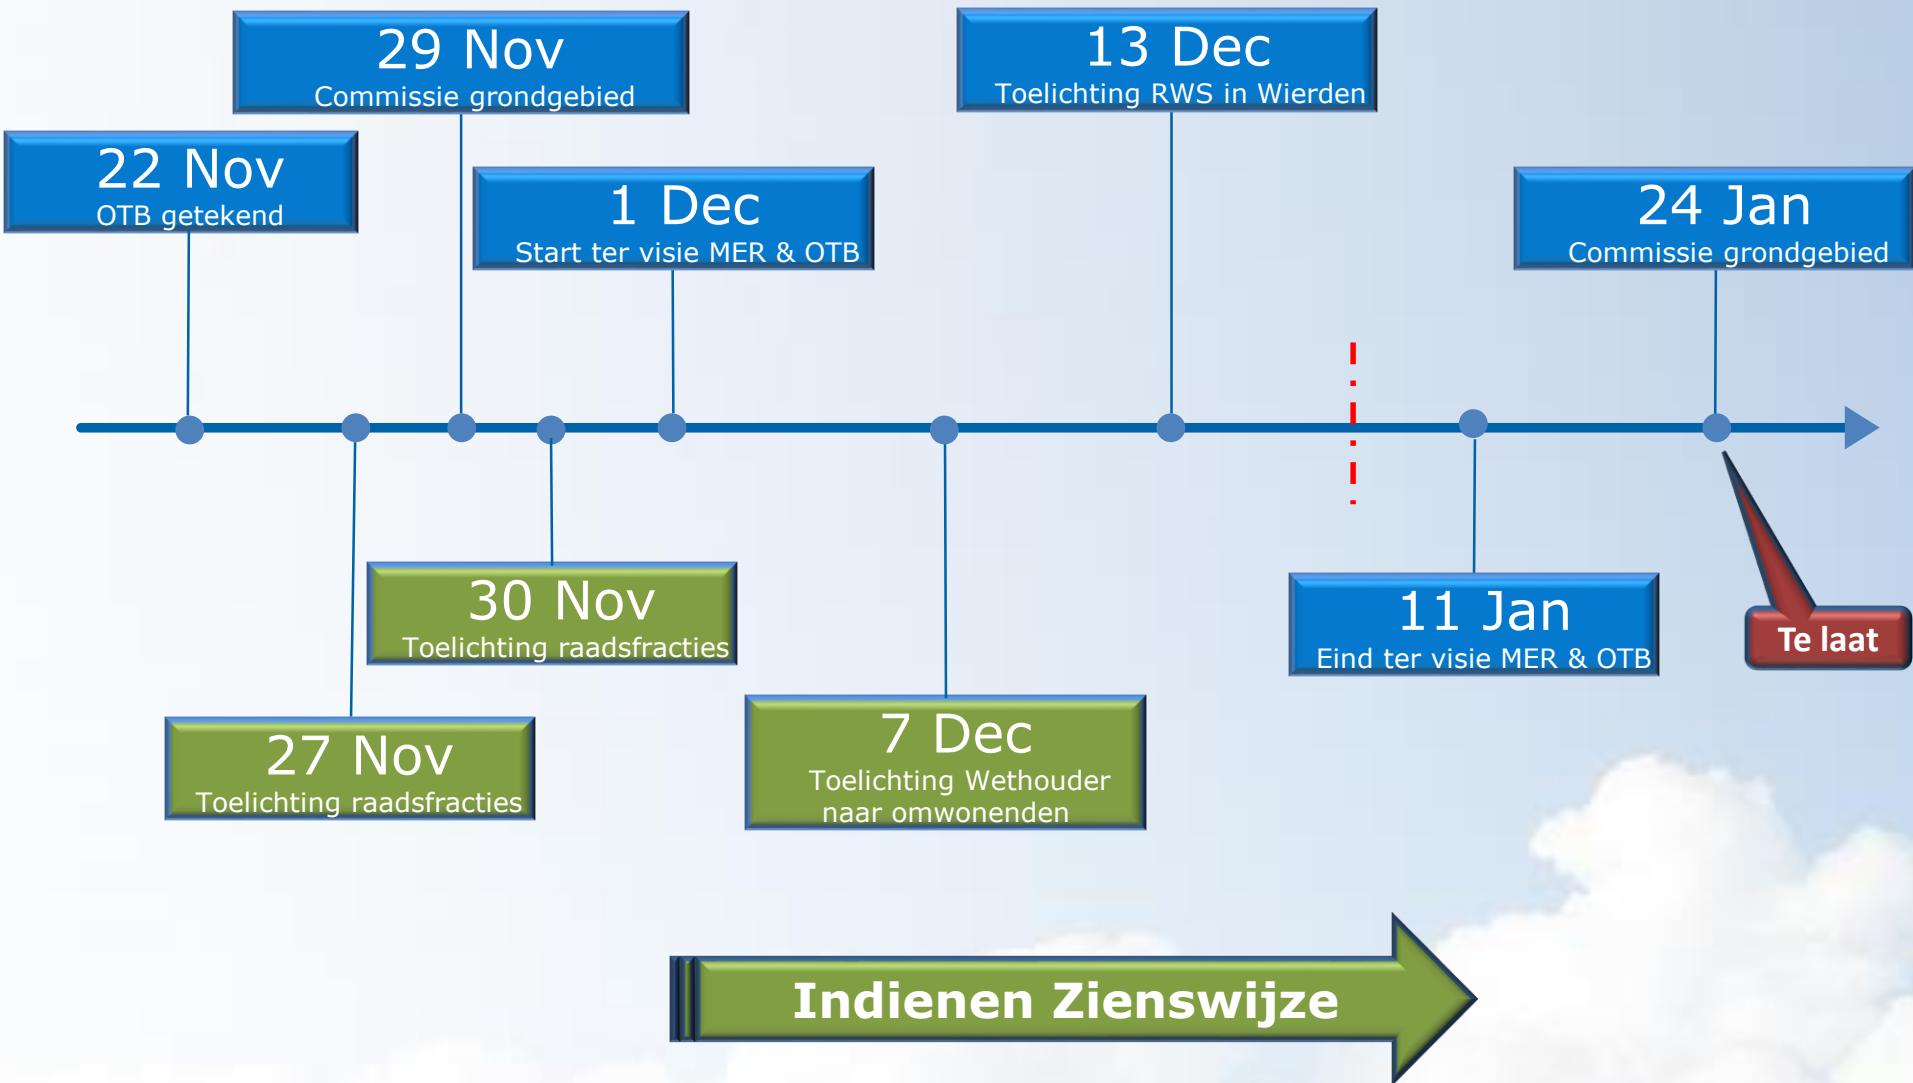 29 Nov
Commissie grondgebied
13 Dec
Toelichting RWS in Wierden
22 Nov
OTB getekend
1 Dec
Start ter visie MER & OTB
24 Jan
Commissie grondgebied
30 Nov
Toelichting raadsfracties
11 Jan
Eind ter visie MER & OTB
Te laat
27 Nov
Toelichting raadsfracties
7 Dec
Toelichting Wethouder
naar omwonenden
Indienen Zienswijze